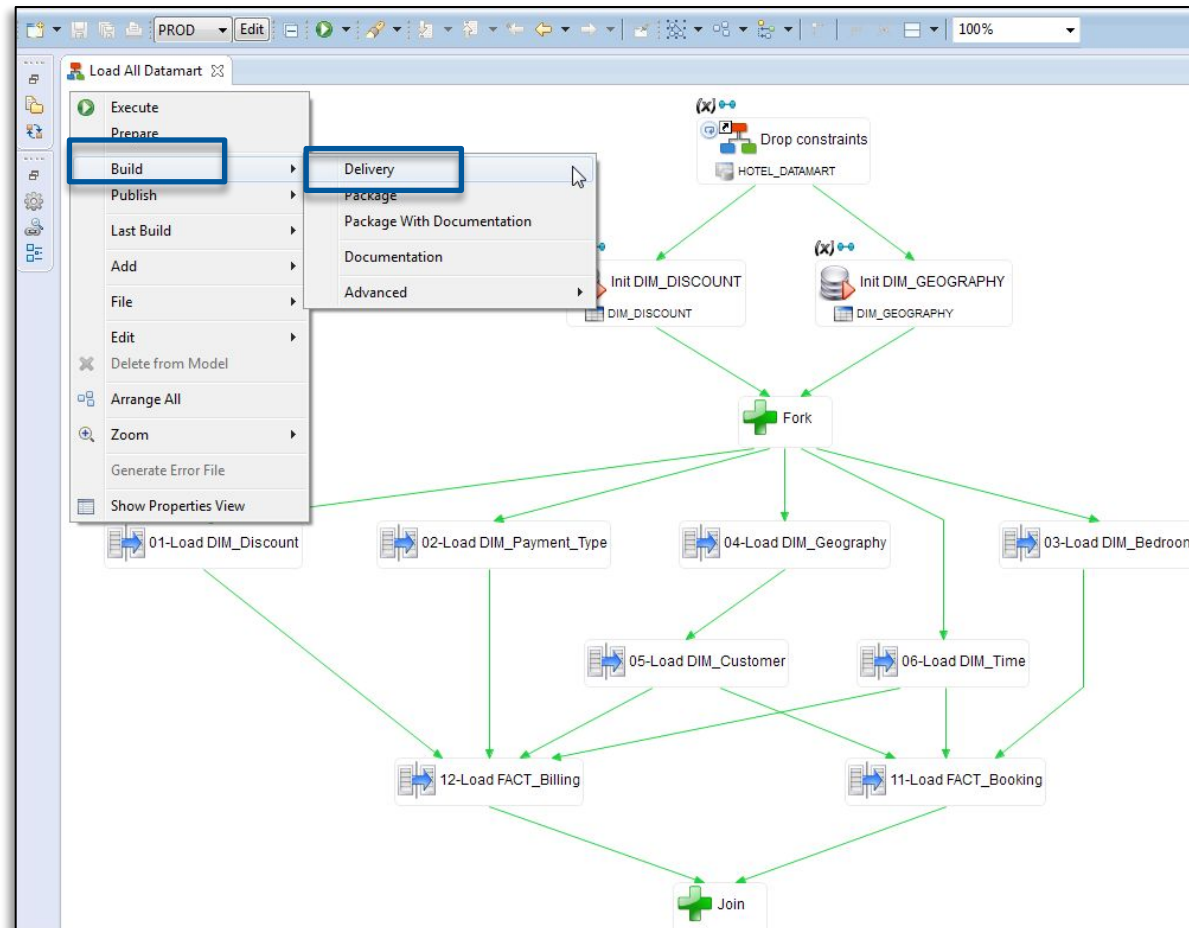 PROD Edit 100%
Load All Datamart
Execute
Prepare
Build
Publish
Last Build
Add
File
Edit
Delete from Model
Arrange All
Zoom
Generate Error File
Show Properties View
Delivery
Package
Package With Documentation
Documentation
Advanced
(x)
Drop constraints
HOTEL_DATAMART
(x)
Init DIM_DISCOUNT
DIM_DISCOUNT
Init DIM_GEOGRAPHY
DIM_GEOGRAPHY
Fork
01-Load DIM_Discount
02-Load DIM_Payment_Type
04-Load DIM_Geography
03-Load DIM_Bedroon
05-Load DIM_Customer
06-Load DIM_Time
12-Load FACT_Billing
11-Load FACT_Booking
Join